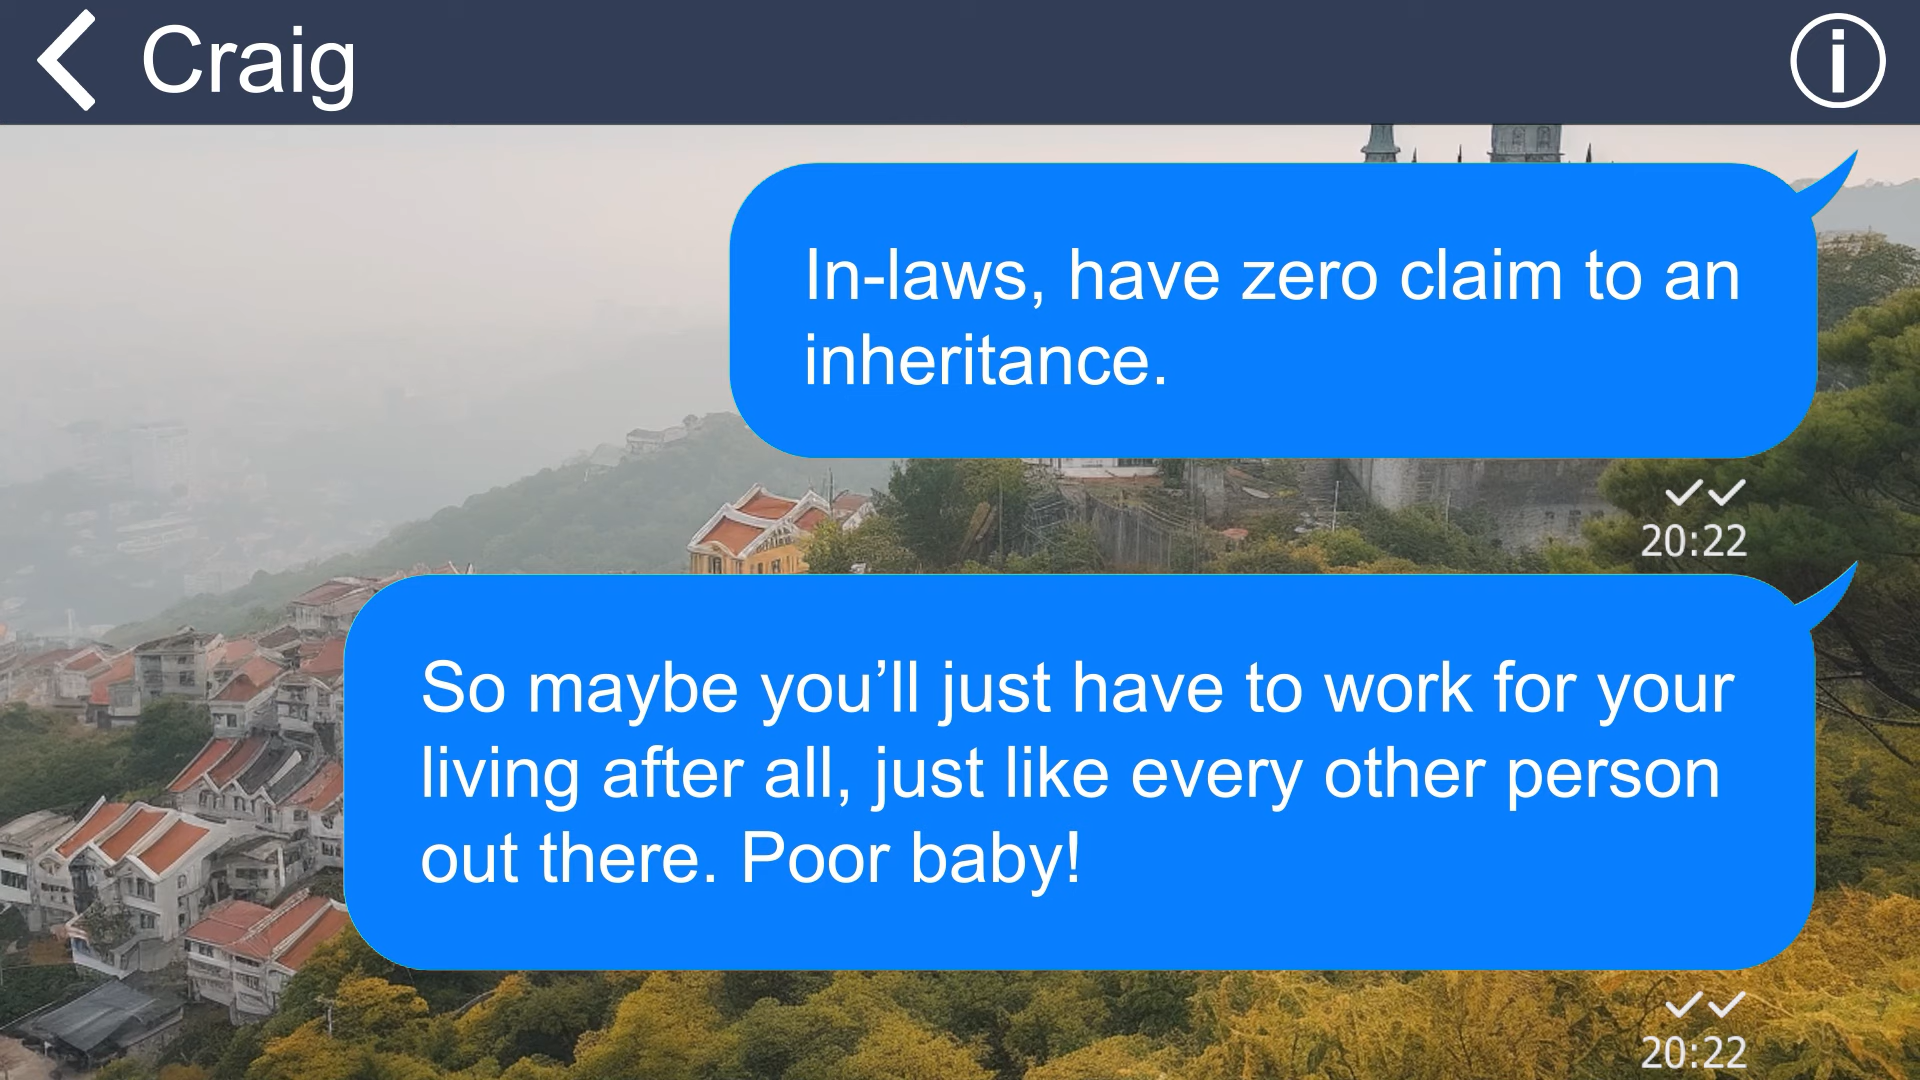 Craig
In-laws, have zero claim to an
inheritance.
20:22
So maybe you’ll just have to work for your
living after all, just like every other person
out there. Poor baby!
20:22